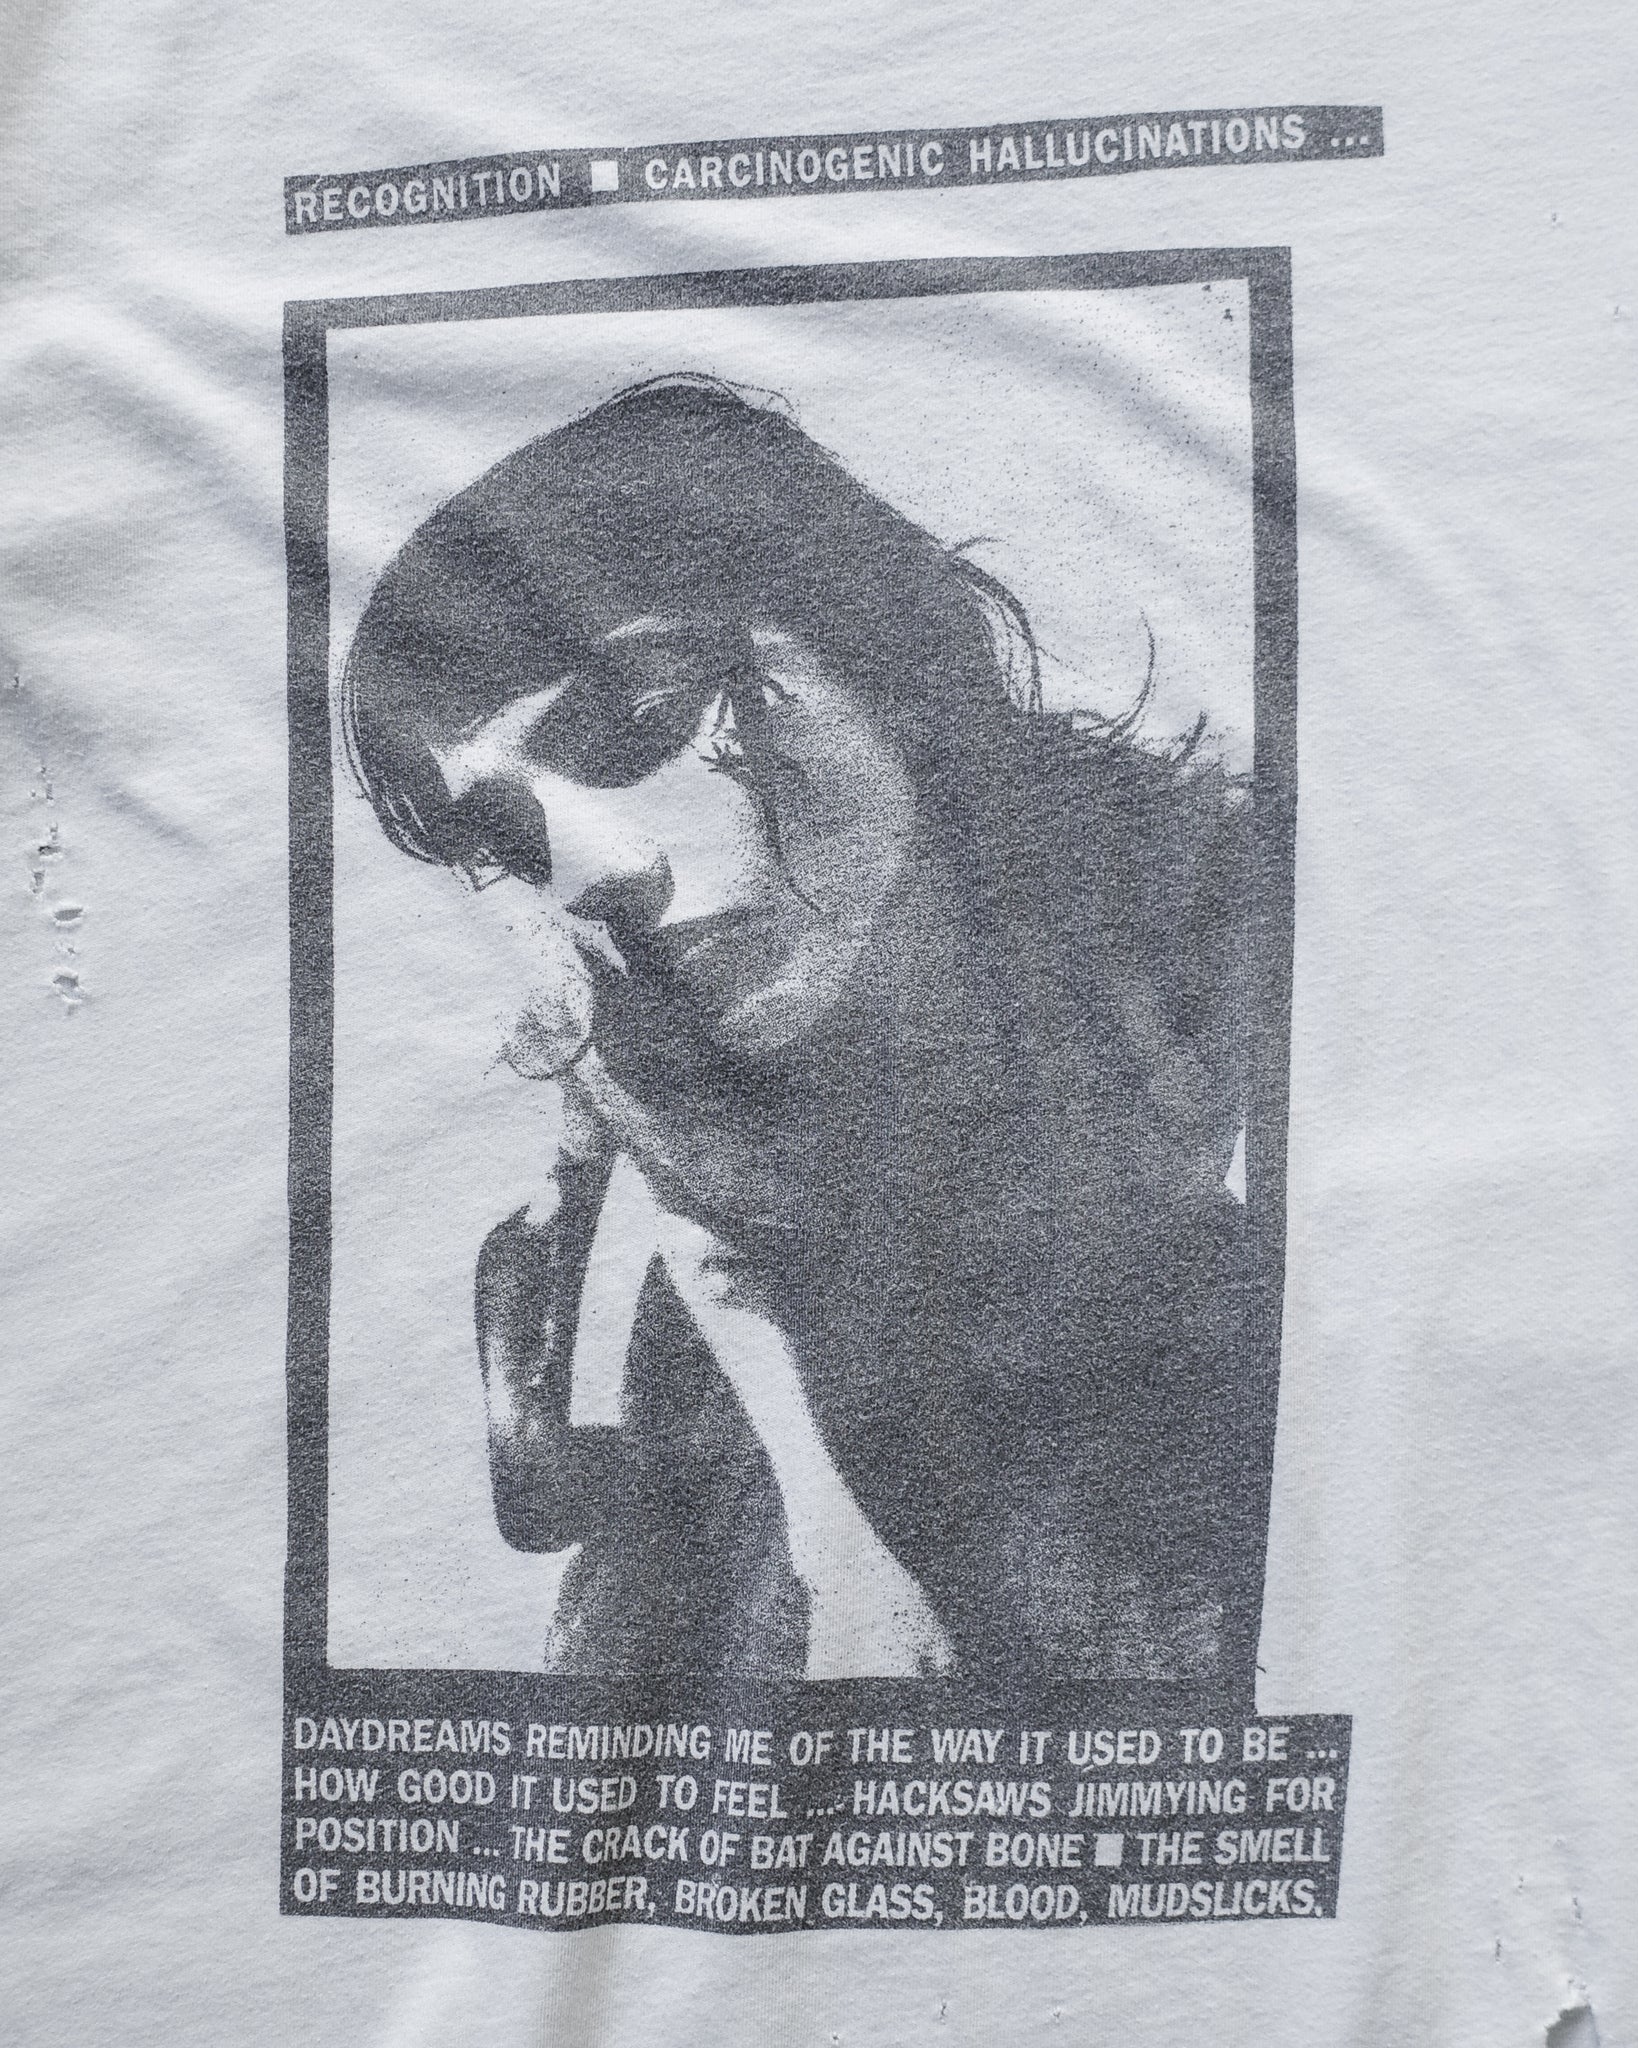 RECOGNITION ■ CARCINOGENIC HALLUCINATIONS ...
DAYDREAMS REMINDING ME OF THE WAY IT USED TO BE ...
HOW GOOD IT USED TO FEEL ... HACKSAWS JIMMYING FOR
POSITION ... THE CRACK OF BAT AGAINST BONE ■ THE SMELL
OF BURNING RUBBER, BROKEN GLASS, BLOOD, MUDSLICKS.